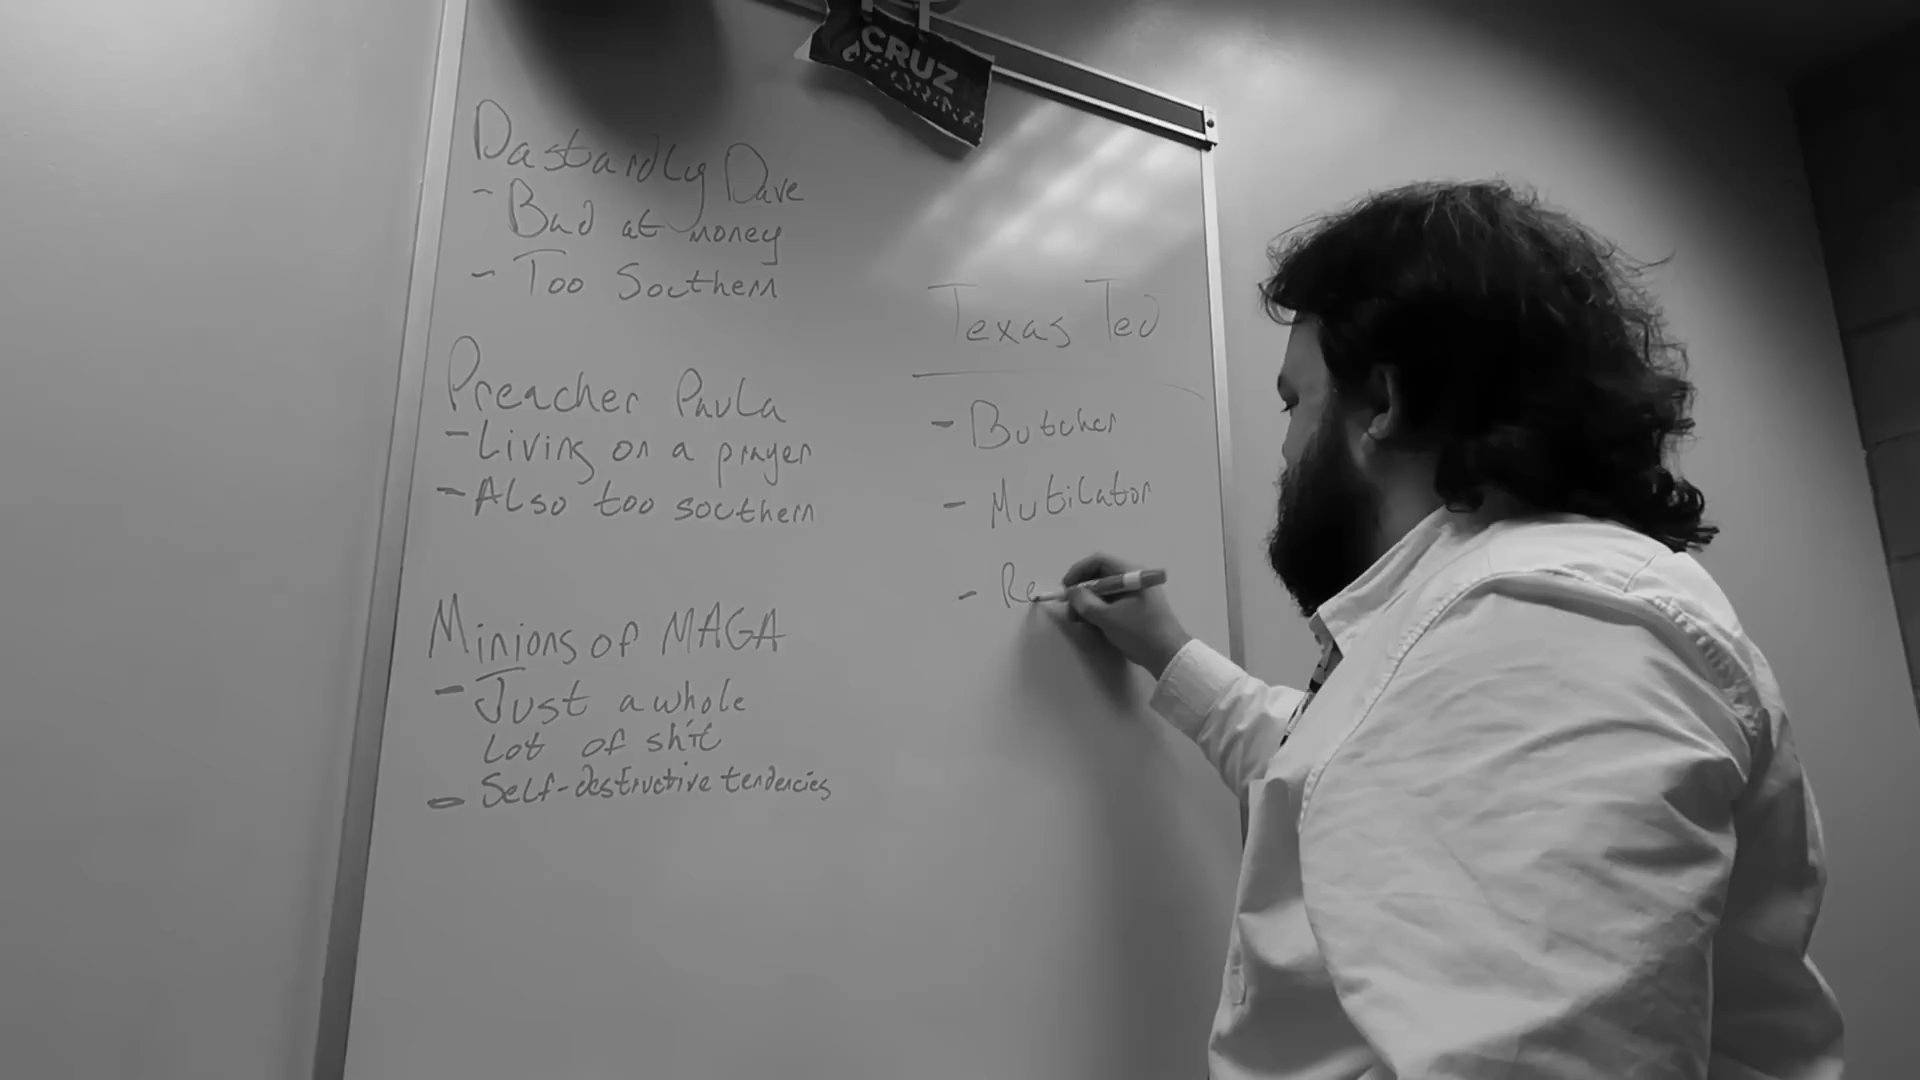 CRUZ
Dastardly Dave
- Bad at money
- Too Southern
Preacher Paula
- Living on a prayer
- Also too southern
Minions of MAGA
- Just a whole
Lot of shit
- Self-destructive tendencies
Texas Ted
- Butcher
- Mutilator
- Re